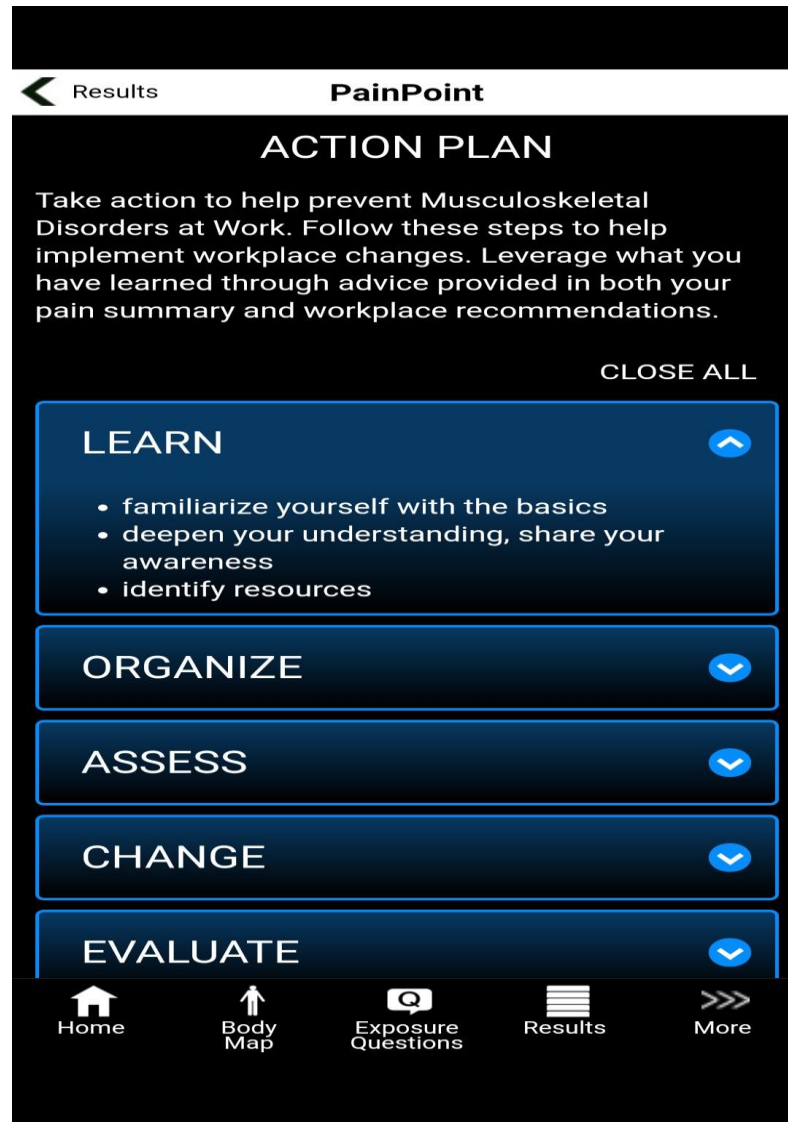 Results
PainPoint
ACTION PLAN
Take action to help prevent Musculoskeletal
Disorders at Work. Follow these steps to help
implement workplace changes. Leverage what you
have learned through advice provided in both your
pain summary and workplace recommendations.
CLOSE ALL
LEARN
• familiarize yourself with the basics
• deepen your understanding, share your
awareness
• identify resources
ORGANIZE
ASSESS
CHANGE
EVALUATE
Q
Home
Body
Map
Exposure
Questions
Results
>>>
More